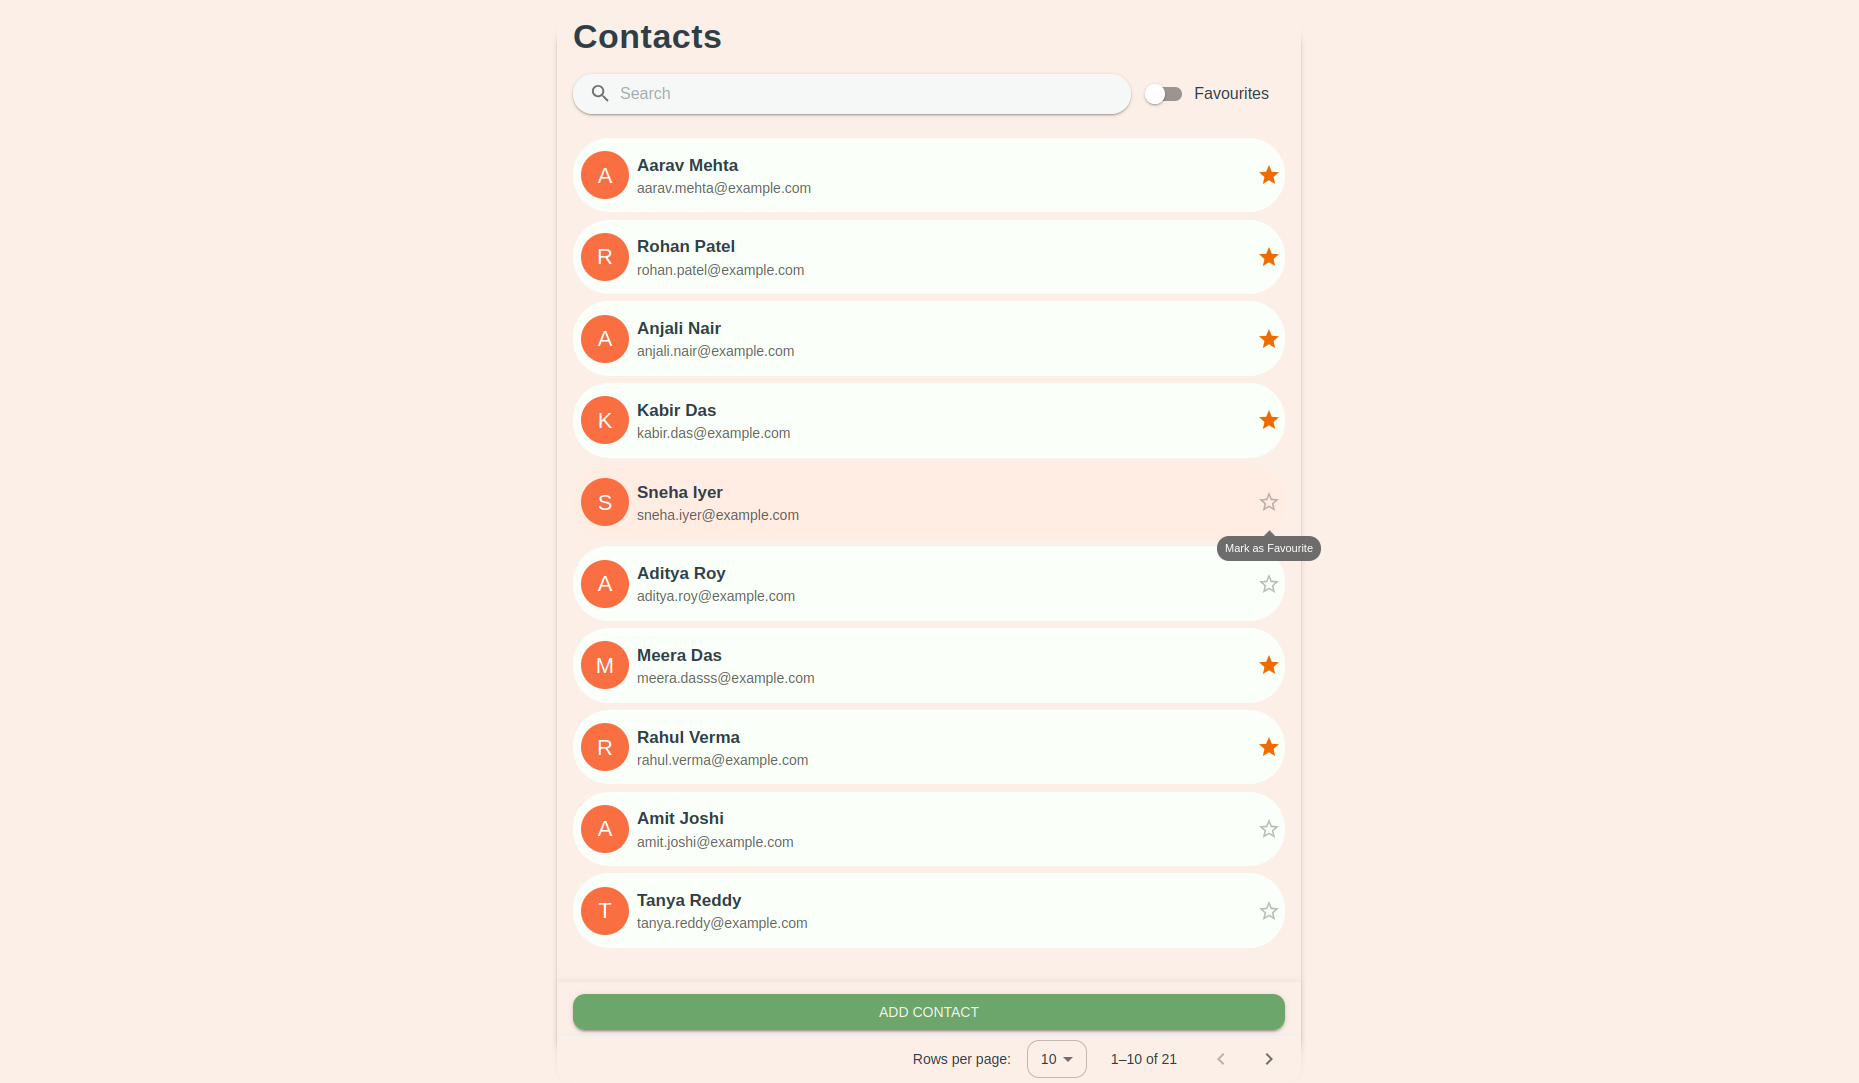 Contacts
Search
Favourites
A
Aarav Mehta
aarav.mehta@example.com
R
Rohan Patel
rohan.patel@example.com
A
Anjali Nair
anjali.nair@example.com
K
Kabir Das
kabir.das@example.com
S
Sneha Iyer
sneha.iyer@example.com
Mark as Favourite
A
Aditya Roy
aditya.roy@example.com
M
Meera Das
meera.dasss@example.com
R
Rahul Verma
rahul.verma@example.com
A
Amit Joshi
amit.joshi@example.com
T
Tanya Reddy
tanya.reddy@example.com
ADD CONTACT
Rows per page: 10 1–10 of 21